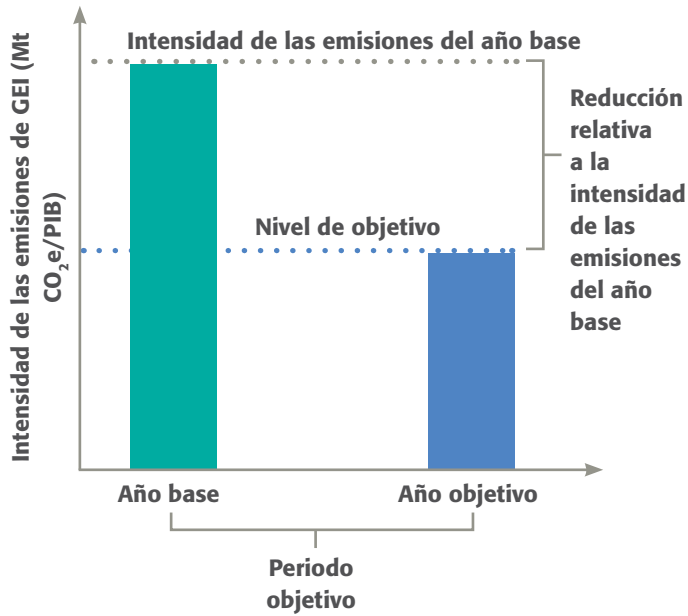 Intensidad de las emisiones de GEI (Mt
CO₂e/PIB)
Intensidad de las emisiones del año base
Nivel de objetivo
Reducción
relativa
a la
intensidad
de las
emisiones
del año
base
Año base
Año objetivo
Periodo
objetivo